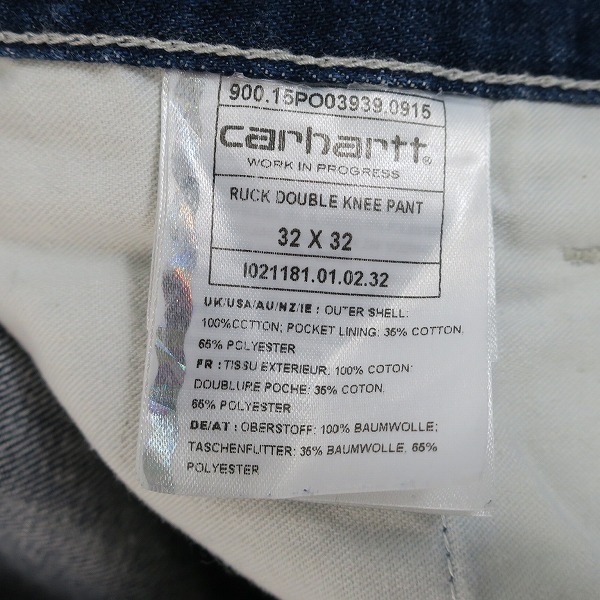 900.15PO03939.0915
carhartt®
WORK IN PROGRESS
RUCK DOUBLE KNEE PANT
32 X 32
I021181.01.02.32
UK/USA/AU/NZ/IE : OUTER SHELL:
100%COTTON; POCKET LINING: 35% COTTON,
65% POLYESTER
FR : TISSU EXTERIEUR: 100% COTON:
DOUBLURE POCHE: 35% COTON,
65% POLYESTER
DE/AT : OBERSTOFF: 100% BAUMWOLLE;
TASCHENFUTTER: 35% BAUMWOLLE, 65%
POLYESTER